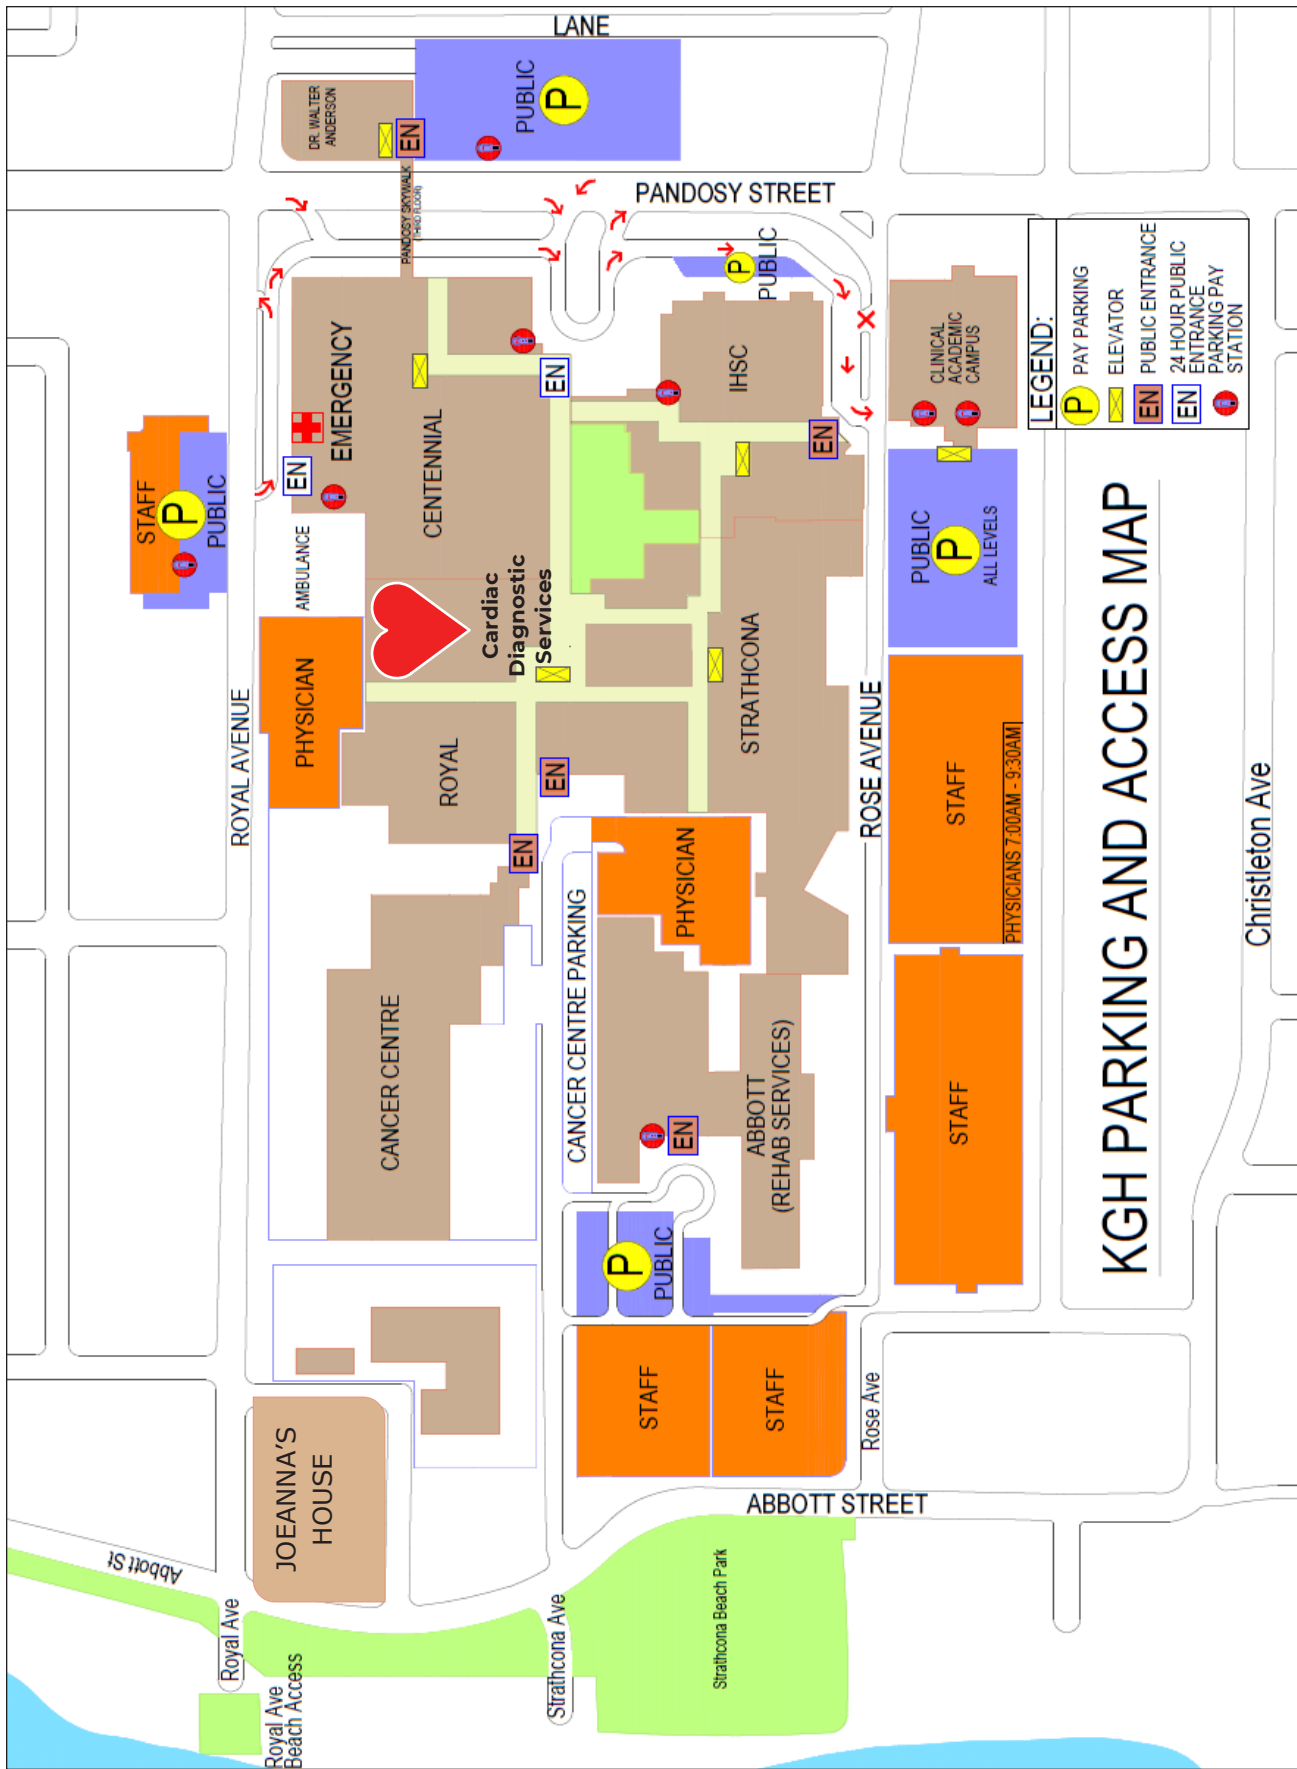 KGH PARKING AND ACCESS MAP
LEGEND:
P PAY PARKING
ELEVATOR
EN PUBLIC ENTRANCE
EN 24 HOUR PUBLIC
ENTRANCE
PARKING PAY
STATION
LANE
DR. WALTER
ANDERSON
EN
PUBLIC
P
PANDOSY STREET
PANDOSY SKYWALK
(THIRD FLOOR)
P
PUBLIC
EMERGENCY
EN
AMBULANCE
CENTENNIAL
EN
IHSC
EN
CLINICAL
ACADEMIC
CAMPUS
STAFF
P
PUBLIC
PUBLIC
P
ALL LEVELS
Cardiac
Diagnostic
Services
PHYSICIAN
ROYAL AVENUE
ROYAL
EN
EN
STRATHCONA
ROSE AVENUE
STAFF
PHYSICIANS 7:00AM - 9:30AM
STAFF
PHYSICIAN
CANCER CENTRE
CANCER CENTRE PARKING
ABBOTT
(REHAB SERVICES)
EN
P
PUBLIC
STAFF
STAFF
Rose Ave
Christleton Ave
JOEANNA'S
HOUSE
ABBOTT STREET
Abbott St
Royal Ave
Royal Ave
Beach Access
Strathcona Ave
Strathcona Beach Park